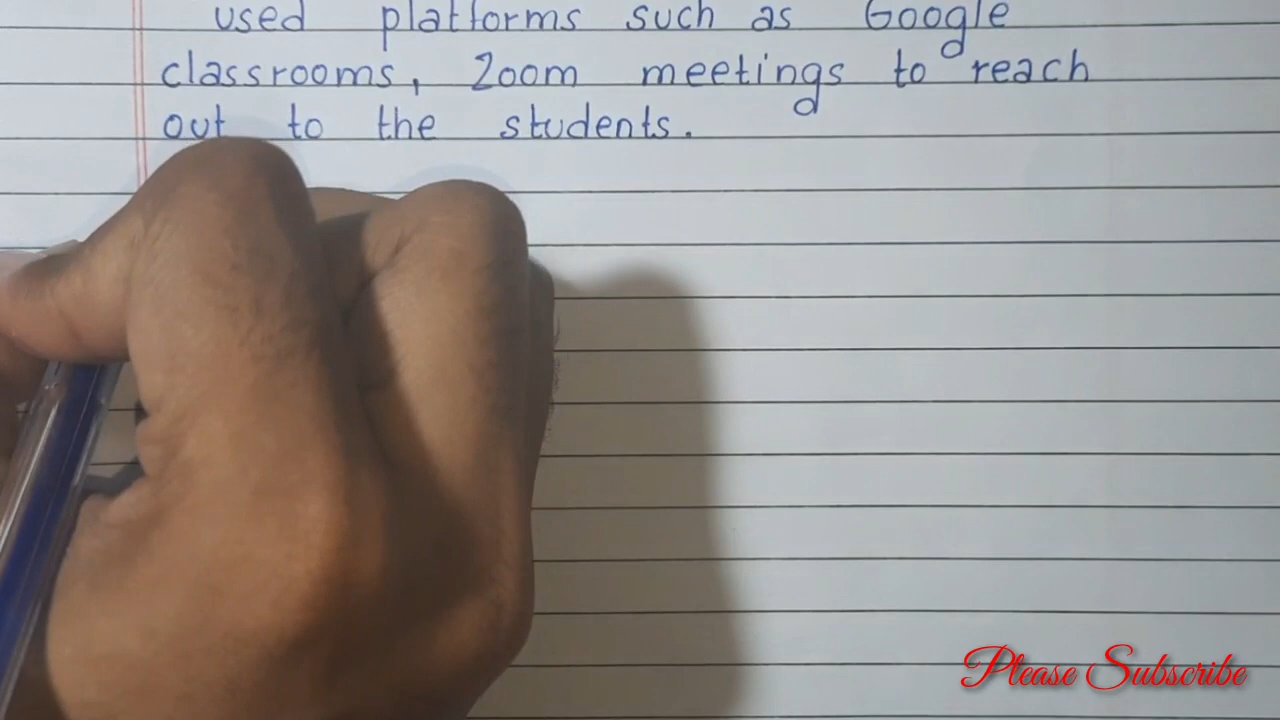 used platforms such as Google
classrooms, Zoom meetings to reach
out to the students.
Please Subscribe